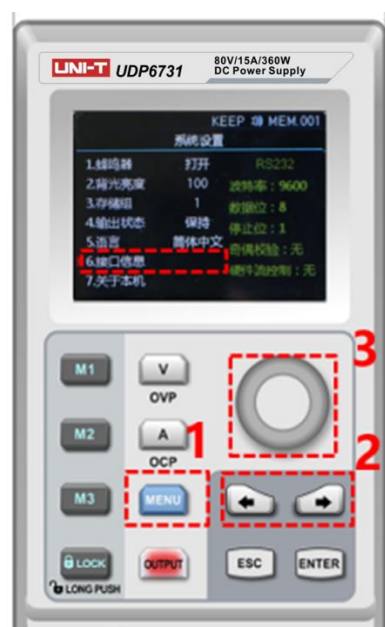 UNI-T UDP6731 80V/15A/360W
DC Power Supply
KEEP MEM.001
系统设置
1.蜂鸣器 打开 RS232
2.背光亮度 100 波特率：9600
3.存储组 1 数据位：8
4.输出状态 保持 停止位：1
5.语言 简体中文 奇偶校验：无
6.接口信息 硬件流控制：无
7.关于本机
3
M1 V
OVP
M2 A 1 2
OCP
M3 MENU
LOCK OUTPUT ESC ENTER
LONG PUSH